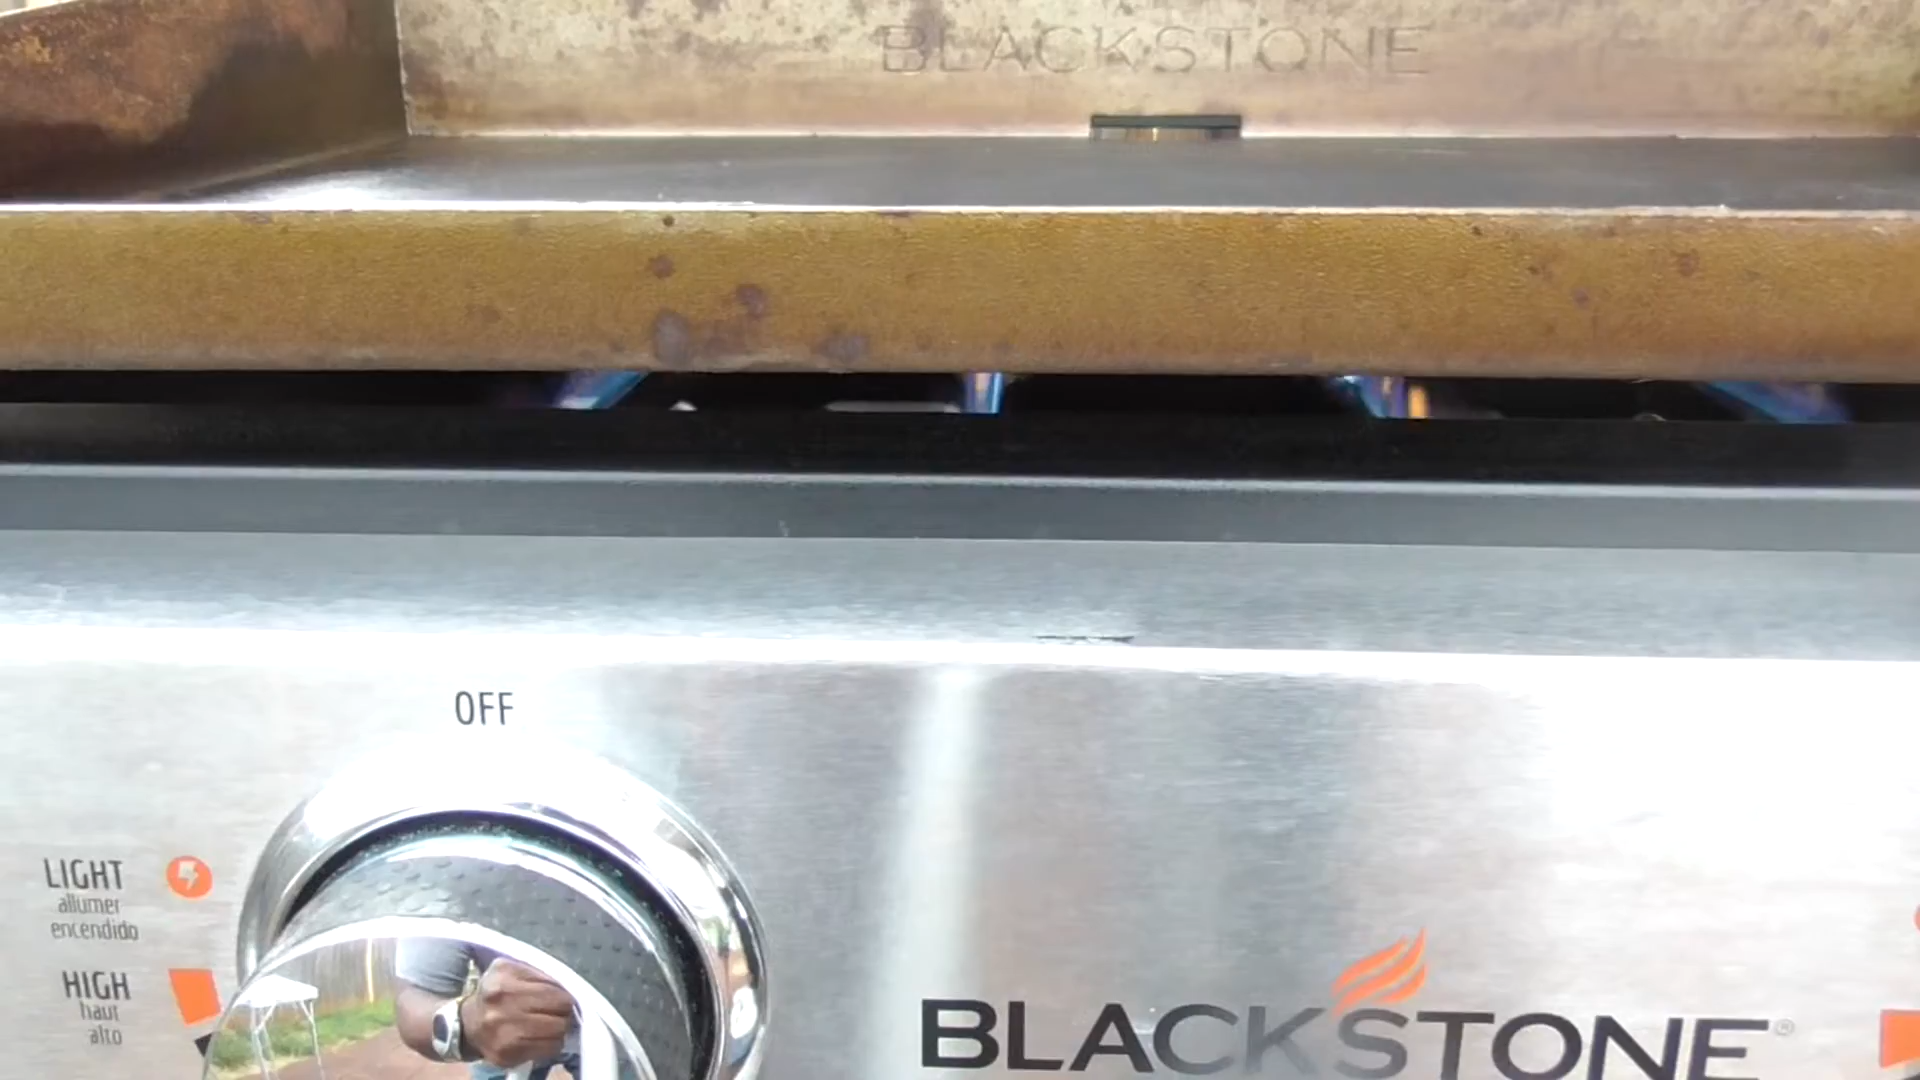 BLACKSTONE
OFF
LIGHT
allumer
encendido
HIGH
haut
alto
BLACKSTONE®